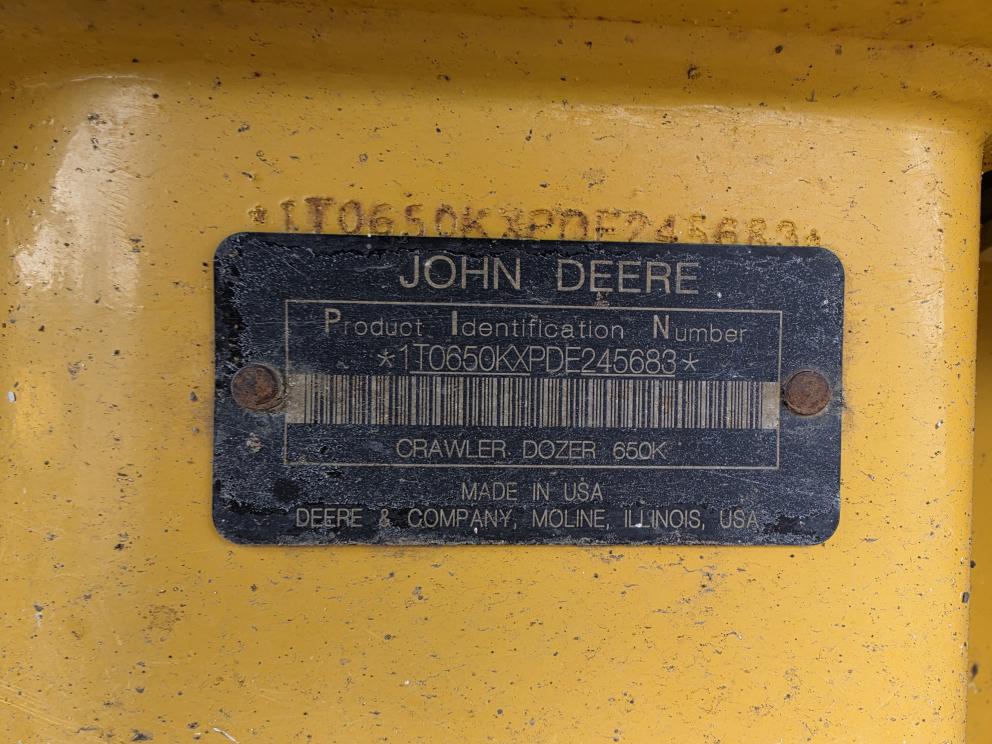 *1T0650KXPDE245683*
JOHN DEERE
Product Identification Number
*1T0650KXPDE245683*
CRAWLER DOZER 650K
MADE IN USA
DEERE & COMPANY, MOLINE, ILLINOIS, USA